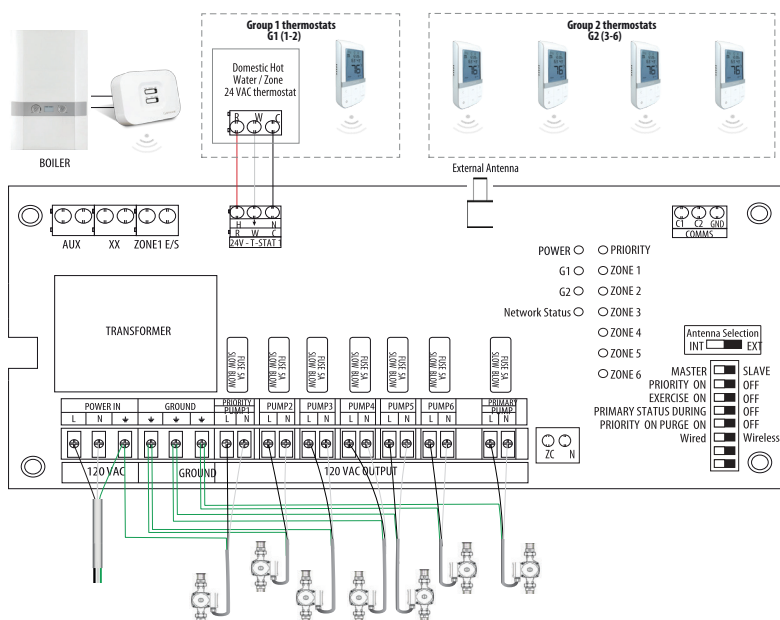 Group 1 thermostats
G1 (1-2)
Group 2 thermostats
G2 (3-6)
Domestic Hot
Water / Zone
24 VAC thermostat
R W C
BOILER
External Antenna
H N
R W C
24V - T-STAT 1
AUX XX ZONE1 E/S
C1 C2 GND
COMMS
POWER PRIORITY
G1 ZONE 1
G2 ZONE 2
Network Status ZONE 3
ZONE 4
ZONE 5
ZONE 6
TRANSFORMER
Antenna Selection
INT EXT
FUSE 5A
SLOW BLOW
FUSE 5A
SLOW BLOW
FUSE 5A
SLOW BLOW
FUSE 5A
SLOW BLOW
FUSE 5A
SLOW BLOW
FUSE 5A
SLOW BLOW
FUSE 5A
SLOW BLOW
MASTER SLAVE
PRIORITY ON OFF
EXERCISE ON OFF
PRIMARY STATUS DURING OFF
PRIORITY ON PURGE ON OFF
Wired Wireless
POWER IN GROUND PRIORITY PUMP1 PUMP2 PUMP3 PUMP4 PUMP5 PUMP6 PRIMARY PUMP
L N L N L N L N L N L N L N L N
ZC N
120 VAC GROUND 120 VAC OUTPUT